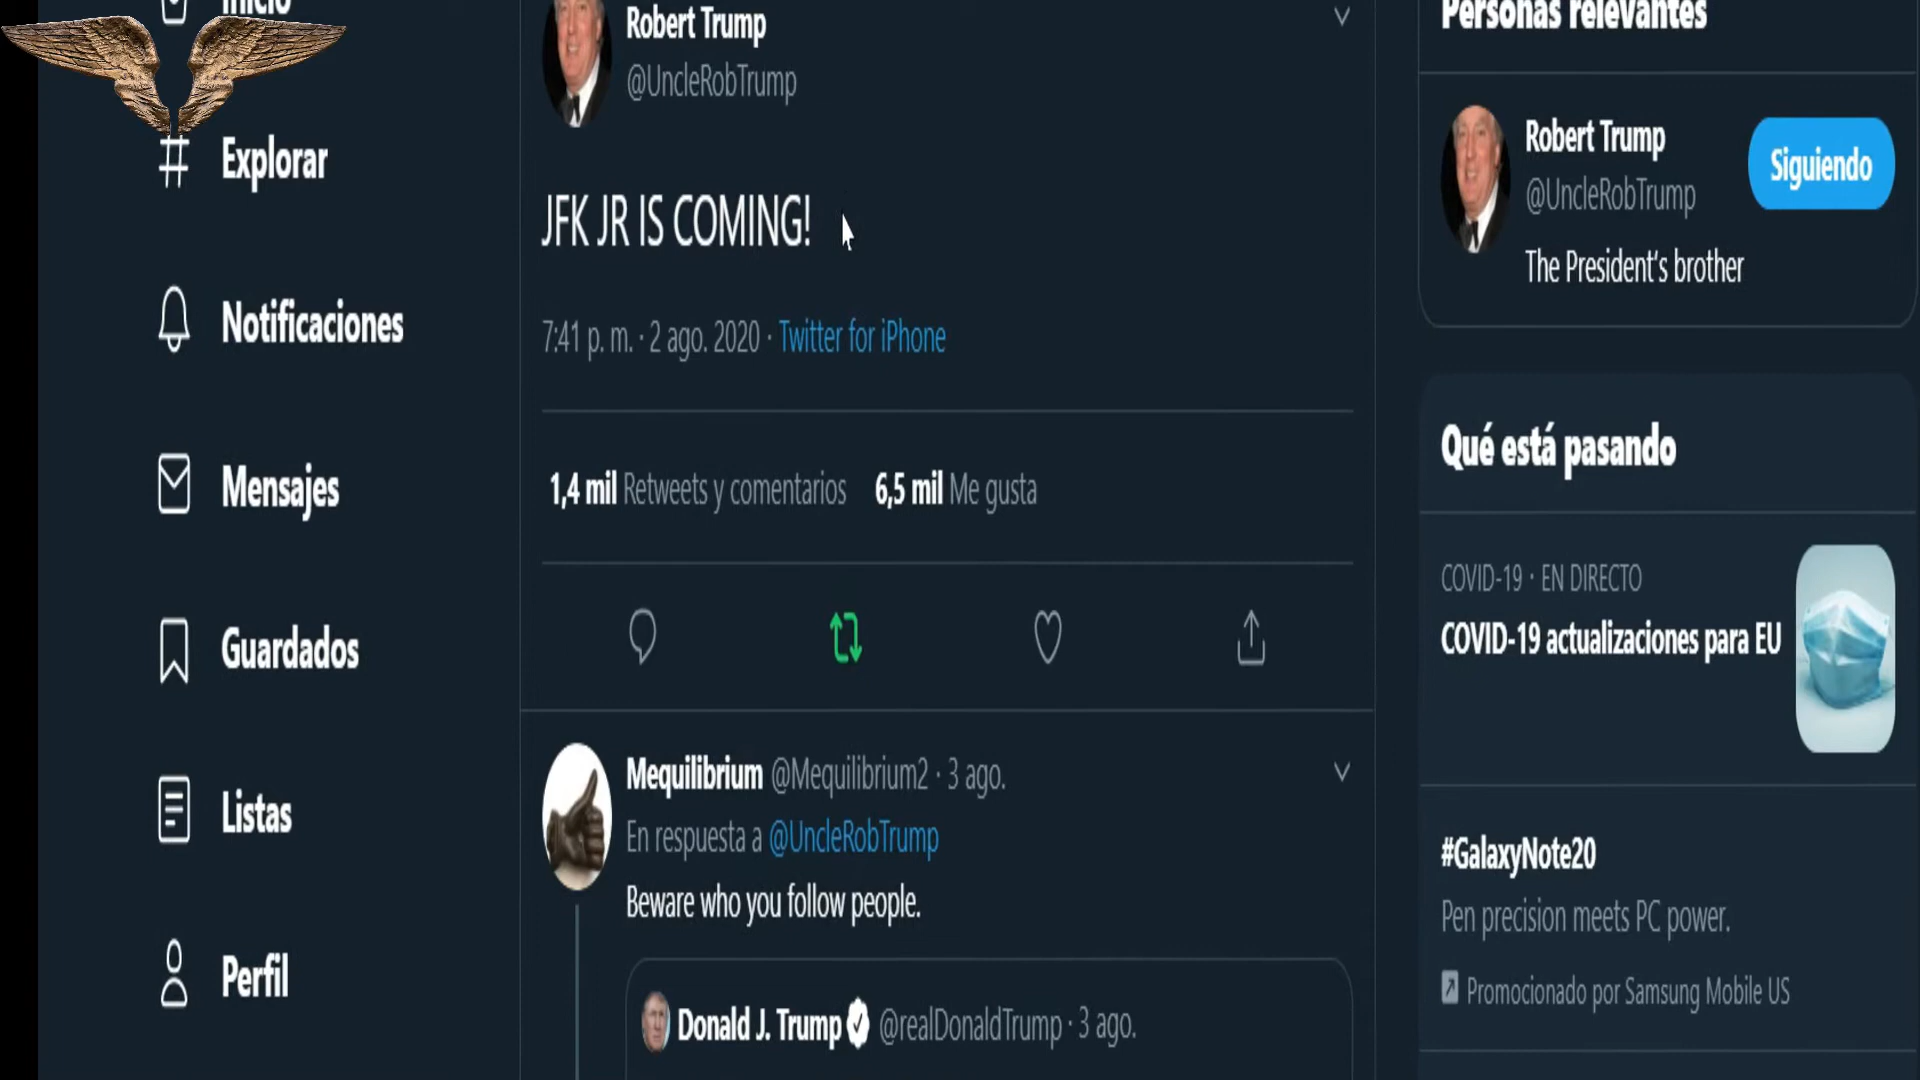 Inicio
Explorar
Notificaciones
Mensajes
Guardados
Listas
Perfil
Robert Trump
@UncleRobTrump
JFK JR IS COMING!
7:41 p. m. · 2 ago. 2020 · Twitter for iPhone
1,4 mil Retweets y comentarios 6,5 mil Me gusta
Mequilibrium @Mequilibrium2 · 3 ago.
En respuesta a @UncleRobTrump
Beware who you follow people.
Donald J. Trump @realDonaldTrump · 3 ago.
Personas relevantes
Robert Trump
@UncleRobTrump
Siguiendo
The President's brother
Qué está pasando
COVID-19 · EN DIRECTO
COVID-19 actualizaciones para EU
#GalaxyNote20
Pen precision meets PC power.
Promocionado por Samsung Mobile US